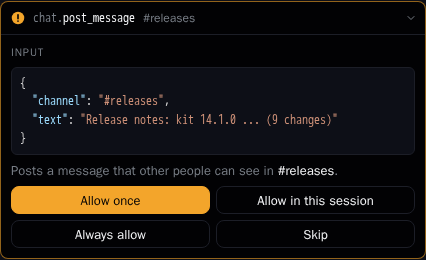 chat.post_message #releases
INPUT
{
"channel": "#releases",
"text": "Release notes: kit 14.1.0 ... (9 changes)"
}
Posts a message that other people can see in #releases.
Allow once
Allow in this session
Always allow
Skip